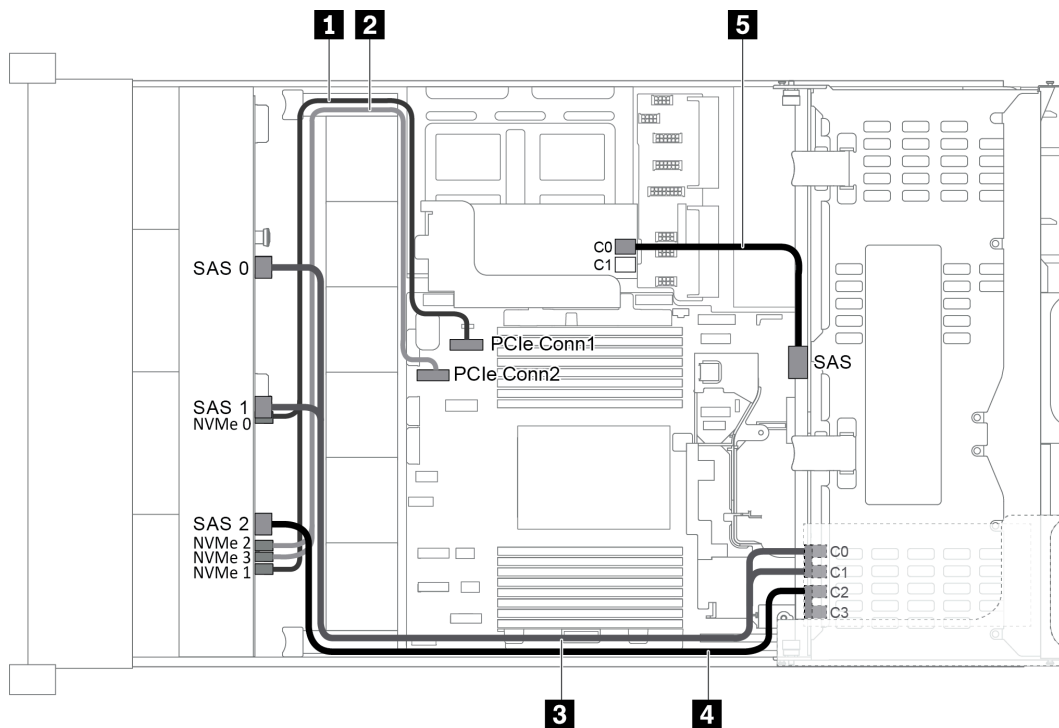 1
2
5
C0
C1
SAS 0
PCIe Conn1
SAS
PCIe Conn2
SAS 1
NVMe 0
SAS 2
NVMe 2
NVMe 3
NVMe 1
C0
C1
C2
C3
3
4